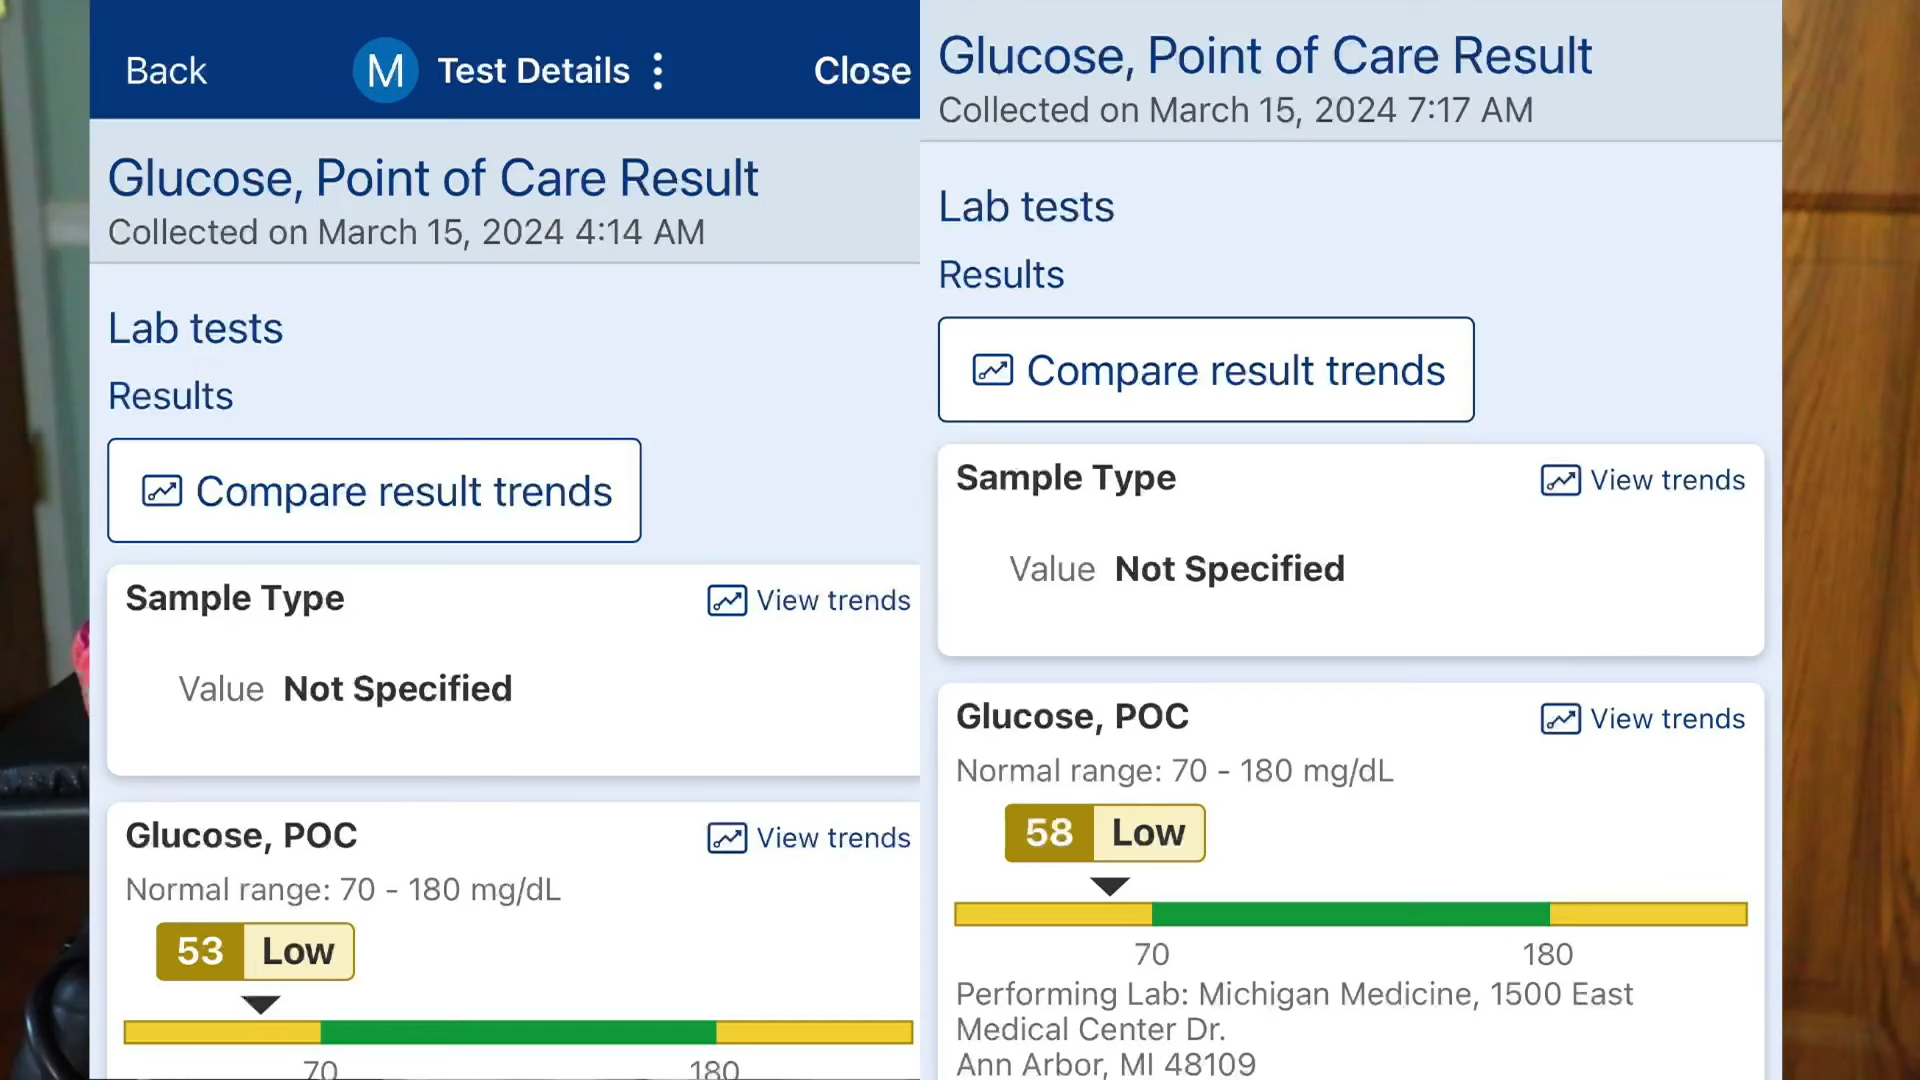 Back
M
Test Details
Close
Glucose, Point of Care Result
Collected on March 15, 2024 4:14 AM
Lab tests
Results
Compare result trends
Sample Type
View trends
Value Not Specified
Glucose, POC
View trends
Normal range: 70 - 180 mg/dL
53 Low
70 180
Glucose, Point of Care Result
Collected on March 15, 2024 7:17 AM
Lab tests
Results
Compare result trends
Sample Type
View trends
Value Not Specified
Glucose, POC
View trends
Normal range: 70 - 180 mg/dL
58 Low
70 180
Performing Lab: Michigan Medicine, 1500 East
Medical Center Dr.
Ann Arbor, MI 48109